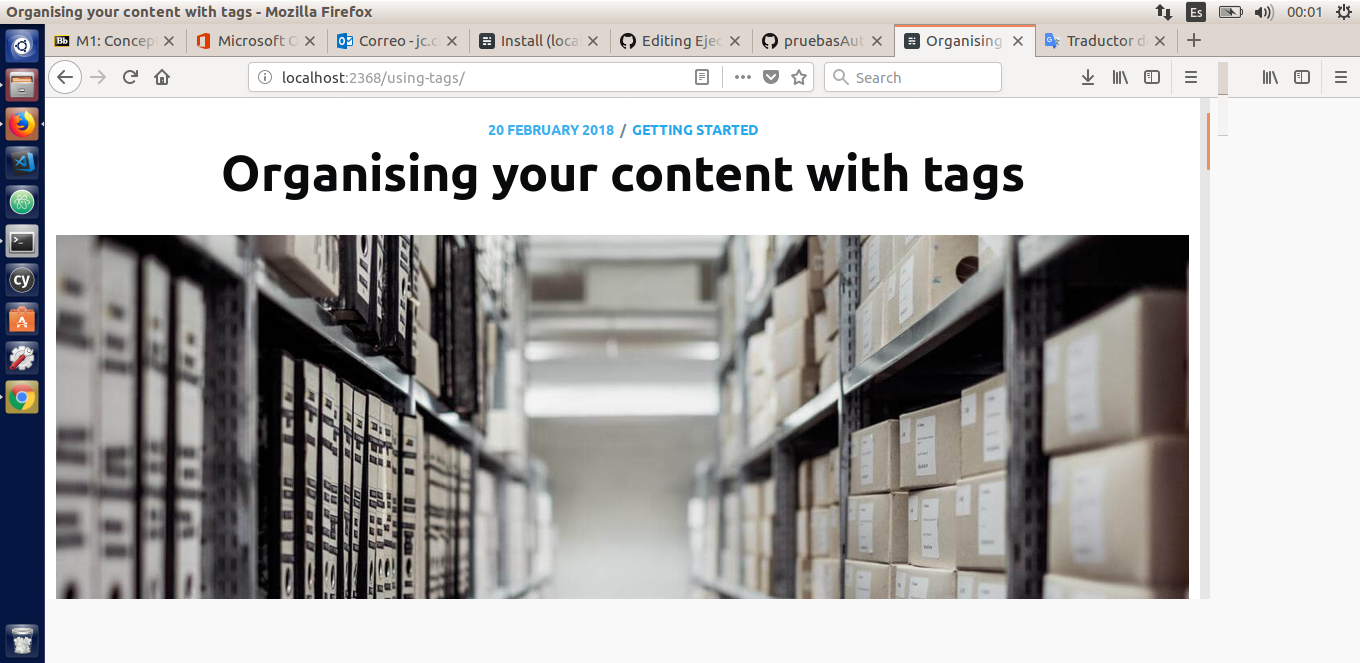 Organising your content with tags - Mozilla Firefox
Es
00:01
Bb M1: Concep
Microsoft O
Correo - jc.c
Install (loca
Editing Ejec
pruebasAut
Organising
Traductor d
localhost:2368/using-tags/
Search
20 FEBRUARY 2018 / GETTING STARTED
Organising your content with tags
cy